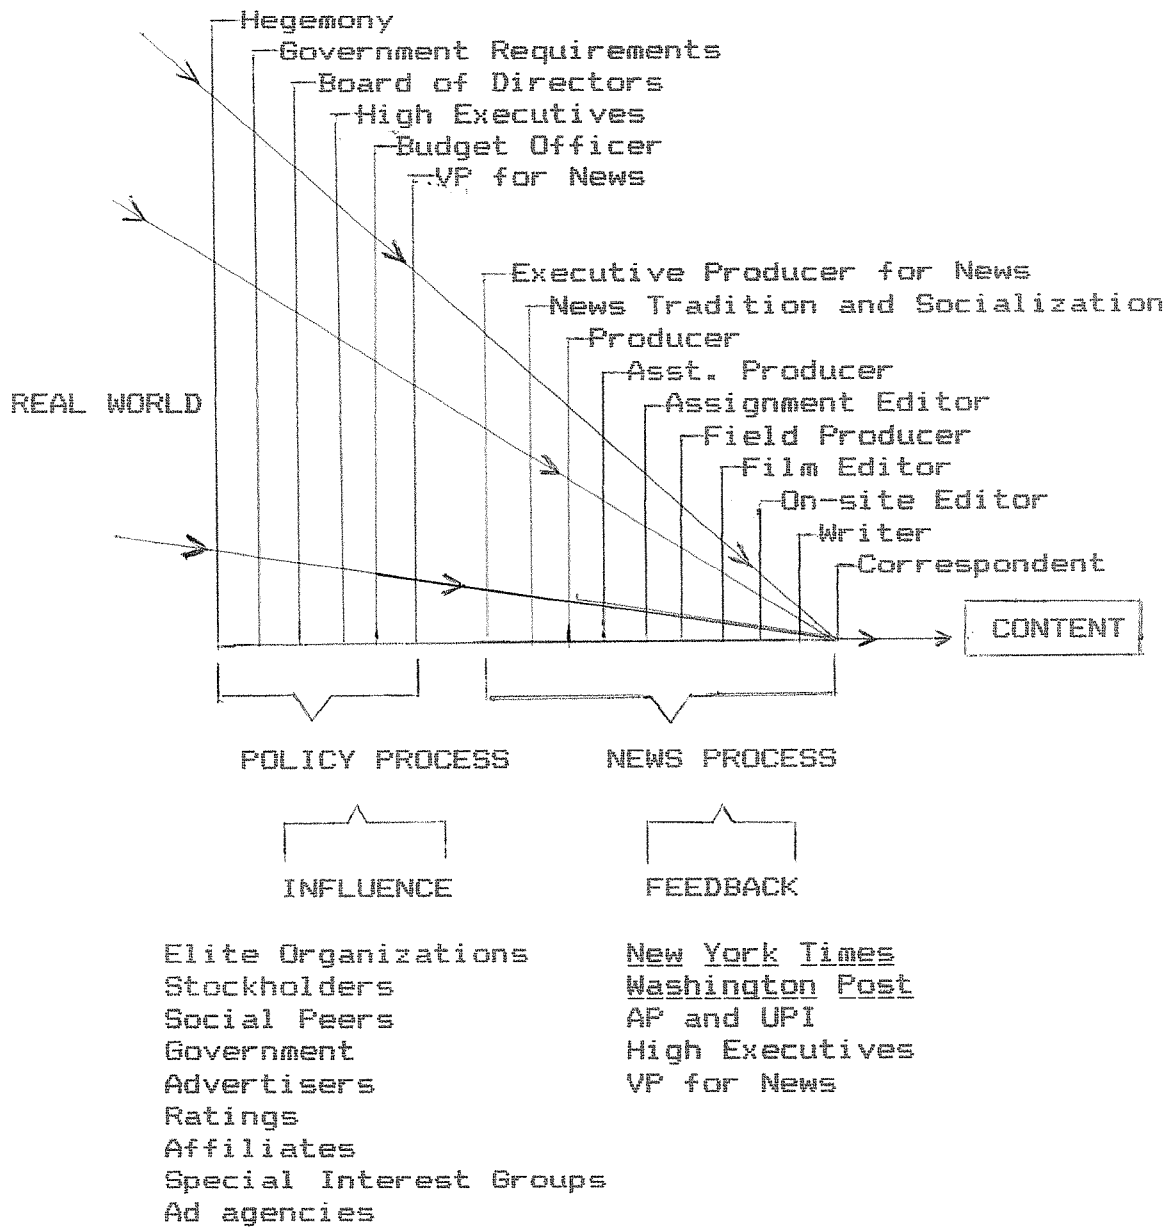 Hegemony
Government Requirements
Board of Directors
High Executives
Budget Officer
VP for News
Executive Producer for News
News Tradition and Socialization
Producer
Asst. Producer
REAL WORLD
Assignment Editor
Field Producer
Film Editor
On-site Editor
Writer
Correspondent
CONTENT
POLICY PROCESS
NEWS PROCESS
INFLUENCE
FEEDBACK
Elite Organizations
Stockholders
Social Peers
Government
Advertisers
Ratings
Affiliates
Special Interest Groups
Ad agencies
New York Times
Washington Post
AP and UPI
High Executives
VP for News